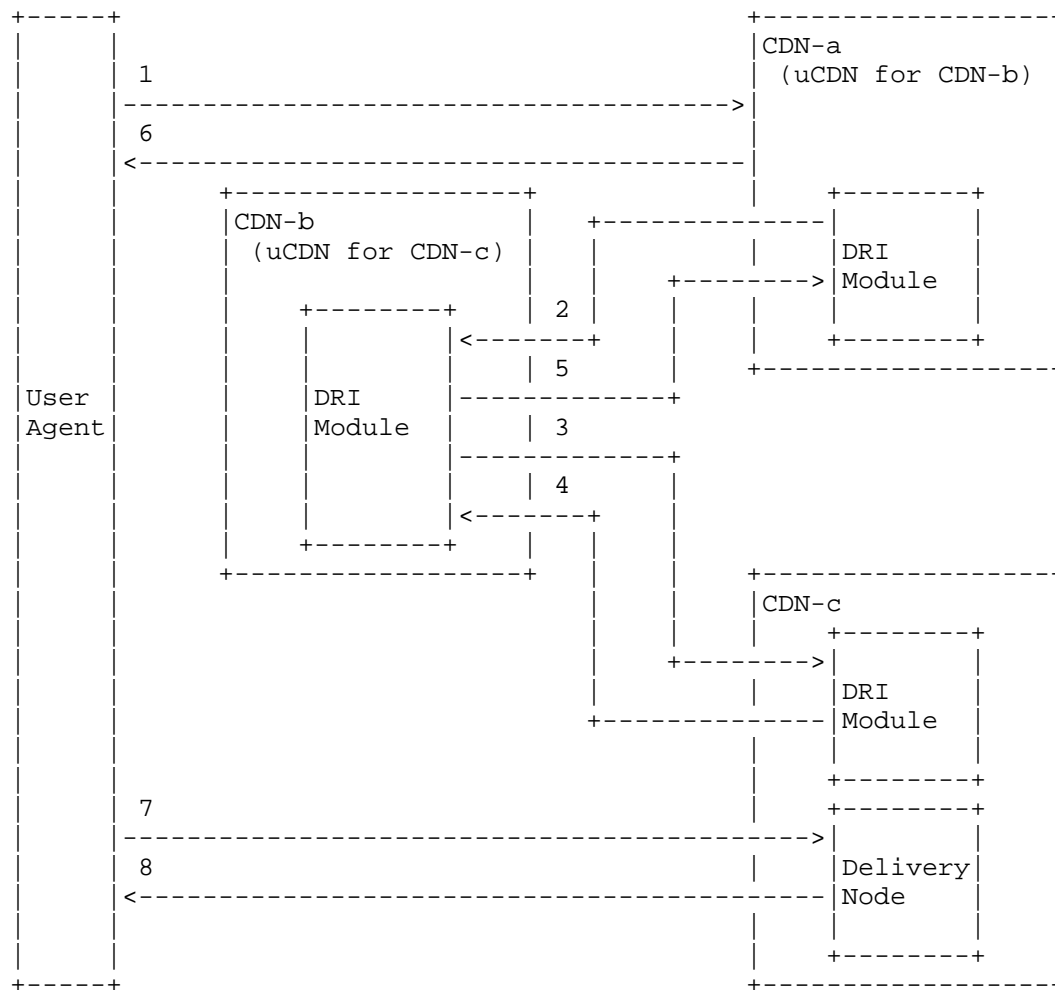 CDN-a
1
(uCDN for CDN-b)
6
CDN-b
(uCDN for CDN-c)
DRI
Module
2
5
User
Agent
DRI
Module
3
4
CDN-c
DRI
Module
7
8
Delivery
Node